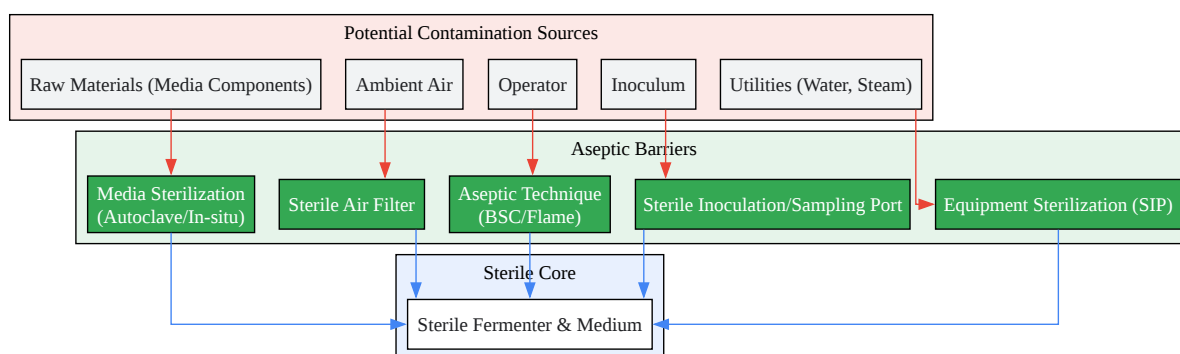 Potential Contamination Sources
Raw Materials (Media Components)
Ambient Air
Operator
Inoculum
Utilities (Water, Steam)
Aseptic Barriers
Media Sterilization
(Autoclave/In-situ)
Sterile Air Filter
Aseptic Technique
(BSC/Flame)
Sterile Inoculation/Sampling Port
Equipment Sterilization (SIP)
Sterile Core
Sterile Fermenter & Medium